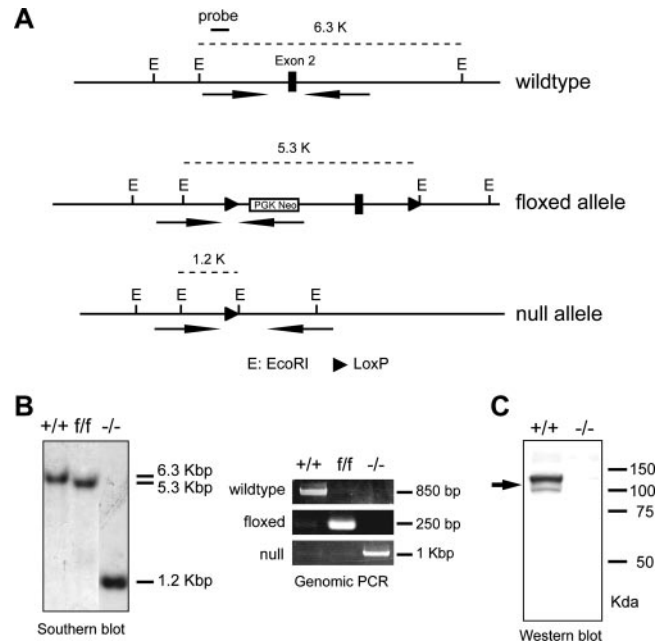 A
probe
6.3 K
E E Exon 2 E
wildtype
5.3 K
E E E E
PGK Neo
floxed allele
1.2 K
E E E E
null allele
E: EcoRI LoxP
B
+/+ f/f -/-
6.3 Kbp
5.3 Kbp
1.2 Kbp
Southern blot
+/+ f/f -/-
wildtype 850 bp
floxed 250 bp
null 1 Kbp
Genomic PCR
C
+/+ -/-
150
100
75
50
Kda
Western blot